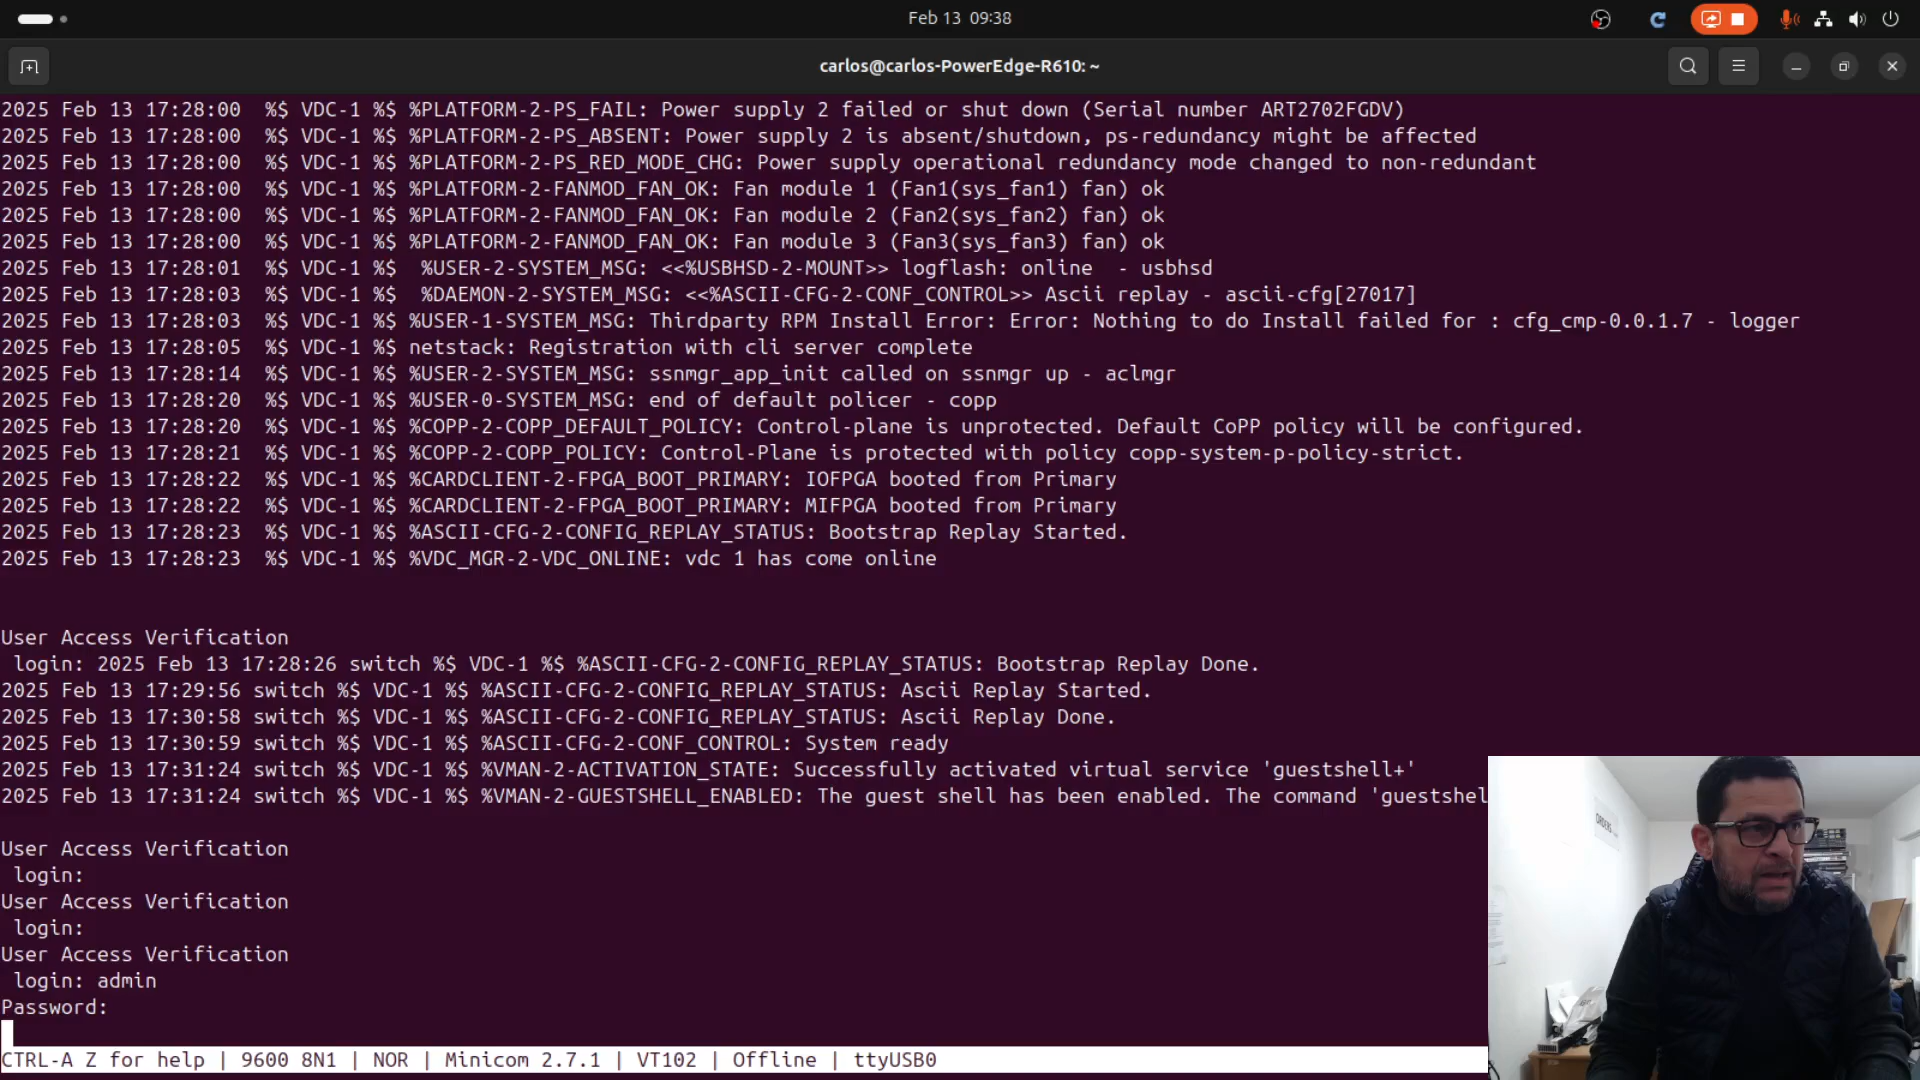 Feb 13 09:38
carlos@carlos-PowerEdge-R610: ~
2025 Feb 13 17:28:00  %$ VDC-1 %$ %PLATFORM-2-PS_FAIL: Power supply 2 failed or shut down (Serial number ART2702FGDV)
2025 Feb 13 17:28:00  %$ VDC-1 %$ %PLATFORM-2-PS_ABSENT: Power supply 2 is absent/shutdown, ps-redundancy might be affected
2025 Feb 13 17:28:00  %$ VDC-1 %$ %PLATFORM-2-PS_RED_MODE_CHG: Power supply operational redundancy mode changed to non-redundant
2025 Feb 13 17:28:00  %$ VDC-1 %$ %PLATFORM-2-FANMOD_FAN_OK: Fan module 1 (Fan1(sys_fan1) fan) ok
2025 Feb 13 17:28:00  %$ VDC-1 %$ %PLATFORM-2-FANMOD_FAN_OK: Fan module 2 (Fan2(sys_fan2) fan) ok
2025 Feb 13 17:28:00  %$ VDC-1 %$ %PLATFORM-2-FANMOD_FAN_OK: Fan module 3 (Fan3(sys_fan3) fan) ok
2025 Feb 13 17:28:01  %$ VDC-1 %$  %USER-2-SYSTEM_MSG: <<%USBHSD-2-MOUNT>> logflash: online  - usbhsd
2025 Feb 13 17:28:03  %$ VDC-1 %$  %DAEMON-2-SYSTEM_MSG: <<%ASCII-CFG-2-CONF_CONTROL>> Ascii replay - ascii-cfg[27017]
2025 Feb 13 17:28:03  %$ VDC-1 %$ %USER-1-SYSTEM_MSG: Thirdparty RPM Install Error: Error: Nothing to do Install failed for : cfg_cmp-0.0.1.7 - logger
2025 Feb 13 17:28:05  %$ VDC-1 %$ netstack: Registration with cli server complete
2025 Feb 13 17:28:14  %$ VDC-1 %$ %USER-2-SYSTEM_MSG: ssnmgr_app_init called on ssnmgr up - aclmgr
2025 Feb 13 17:28:20  %$ VDC-1 %$ %USER-0-SYSTEM_MSG: end of default policer - copp
2025 Feb 13 17:28:20  %$ VDC-1 %$ %COPP-2-COPP_DEFAULT_POLICY: Control-plane is unprotected. Default CoPP policy will be configured.
2025 Feb 13 17:28:21  %$ VDC-1 %$ %COPP-2-COPP_POLICY: Control-Plane is protected with policy copp-system-p-policy-strict.
2025 Feb 13 17:28:22  %$ VDC-1 %$ %CARDCLIENT-2-FPGA_BOOT_PRIMARY: IOFPGA booted from Primary
2025 Feb 13 17:28:22  %$ VDC-1 %$ %CARDCLIENT-2-FPGA_BOOT_PRIMARY: MIFPGA booted from Primary
2025 Feb 13 17:28:23  %$ VDC-1 %$ %ASCII-CFG-2-CONFIG_REPLAY_STATUS: Bootstrap Replay Started.
2025 Feb 13 17:28:23  %$ VDC-1 %$ %VDC_MGR-2-VDC_ONLINE: vdc 1 has come online
User Access Verification
login: 2025 Feb 13 17:28:26 switch %$ VDC-1 %$ %ASCII-CFG-2-CONFIG_REPLAY_STATUS: Bootstrap Replay Done.
2025 Feb 13 17:29:56 switch %$ VDC-1 %$ %ASCII-CFG-2-CONFIG_REPLAY_STATUS: Ascii Replay Started.
2025 Feb 13 17:30:58 switch %$ VDC-1 %$ %ASCII-CFG-2-CONFIG_REPLAY_STATUS: Ascii Replay Done.
2025 Feb 13 17:30:59 switch %$ VDC-1 %$ %ASCII-CFG-2-CONF_CONTROL: System ready
2025 Feb 13 17:31:24 switch %$ VDC-1 %$ %VMAN-2-ACTIVATION_STATE: Successfully activated virtual service 'guestshell+'
2025 Feb 13 17:31:24 switch %$ VDC-1 %$ %VMAN-2-GUESTSHELL_ENABLED: The guest shell has been enabled. The command 'guestshel
User Access Verification
login:
User Access Verification
login:
User Access Verification
login: admin
Password:
CTRL-A Z for help | 9600 8N1 | NOR | Minicom 2.7.1 | VT102 | Offline | ttyUSB0